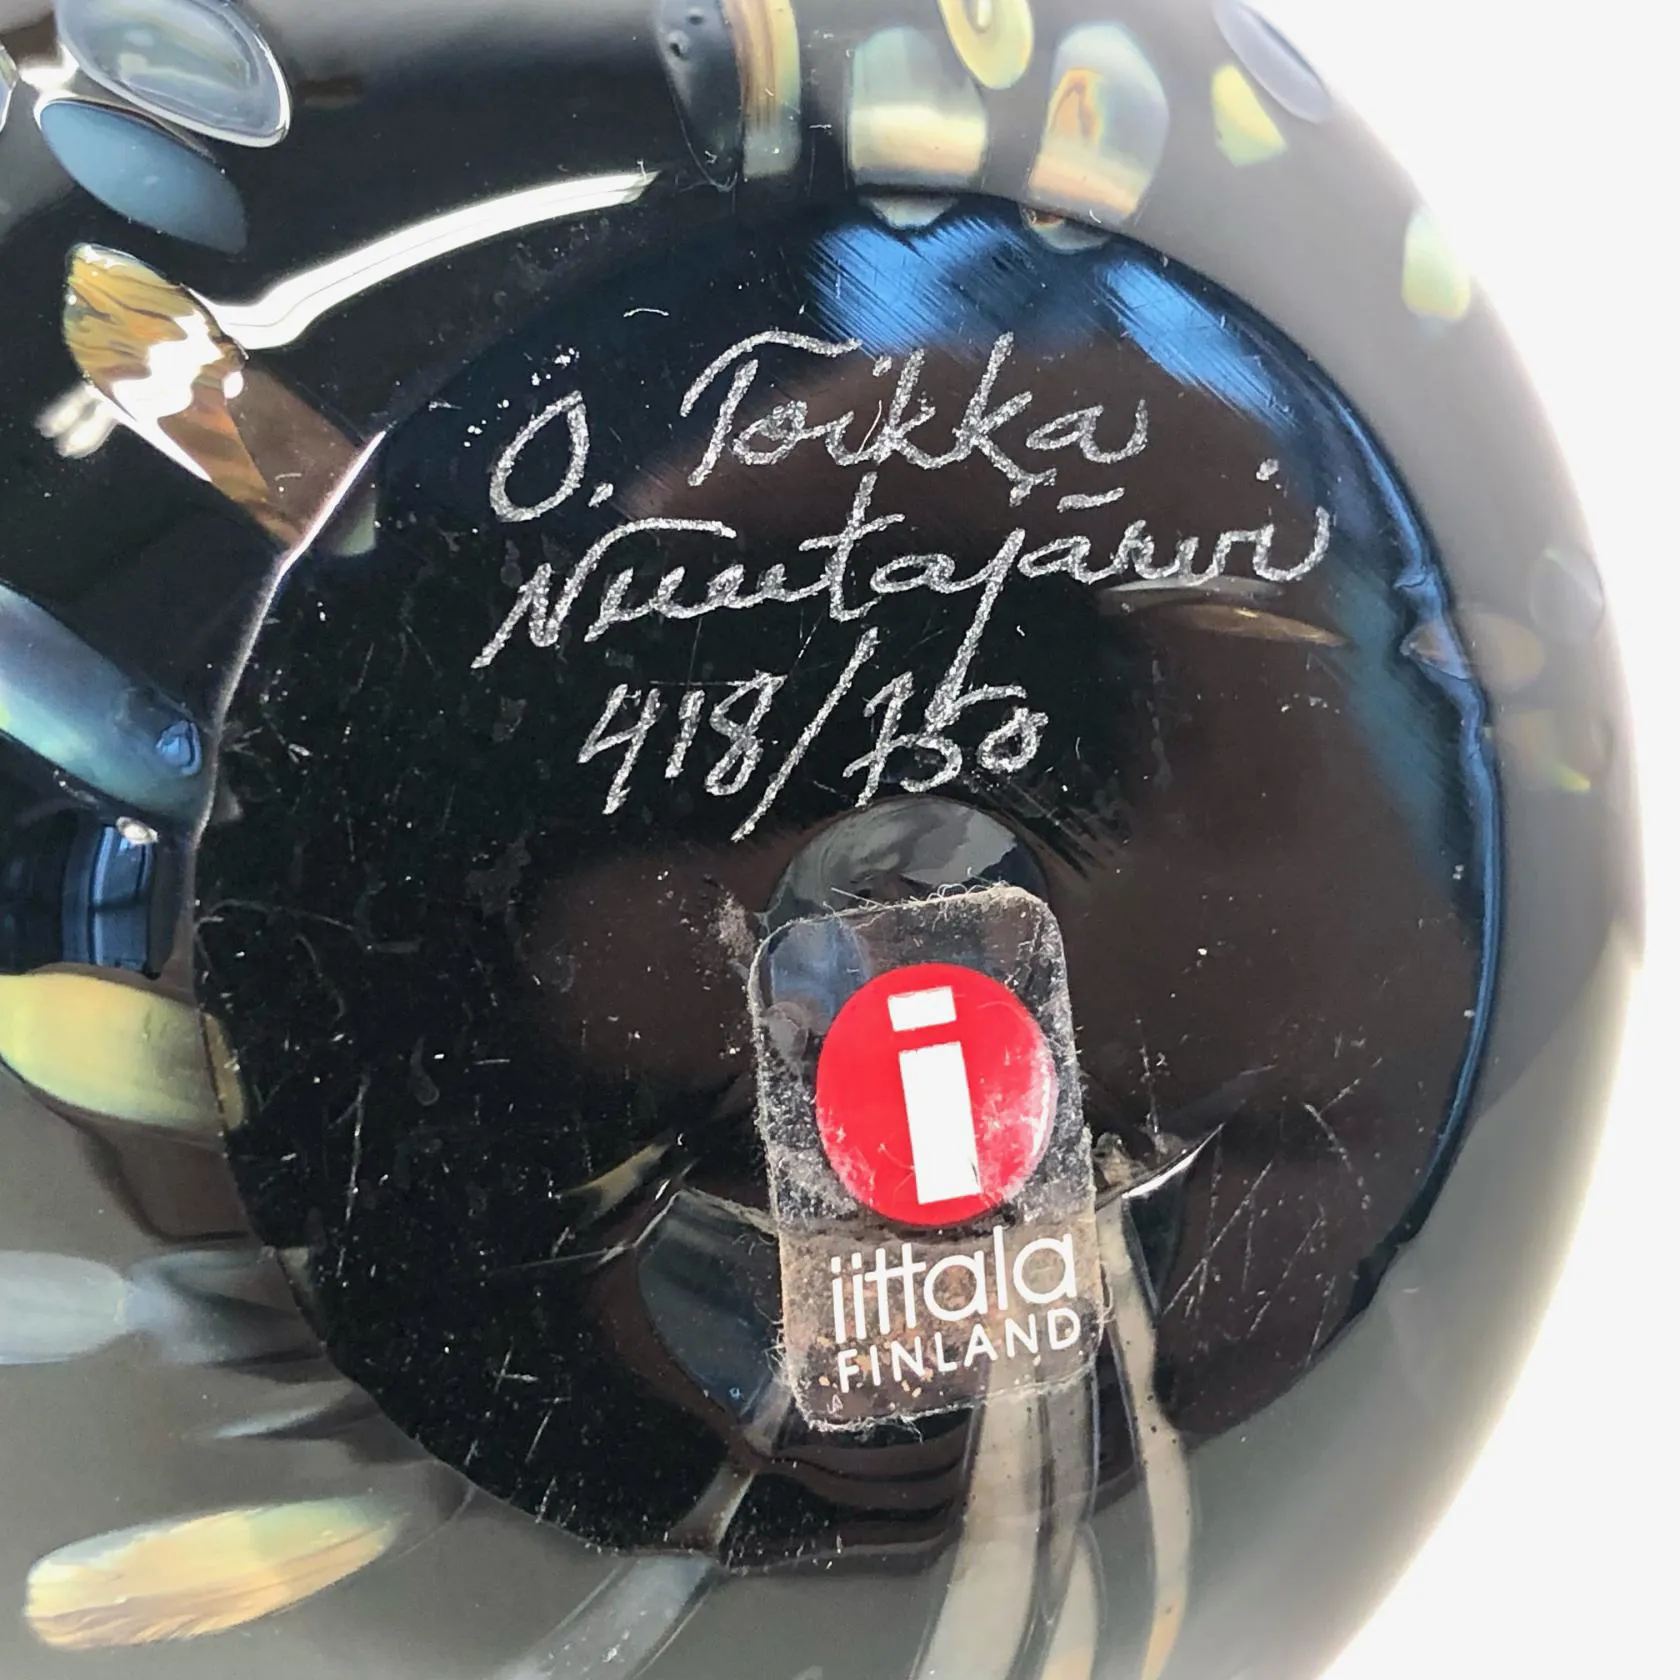 O. Toikka
Nuutajärvi
418/750
i
iittala
FINLAND